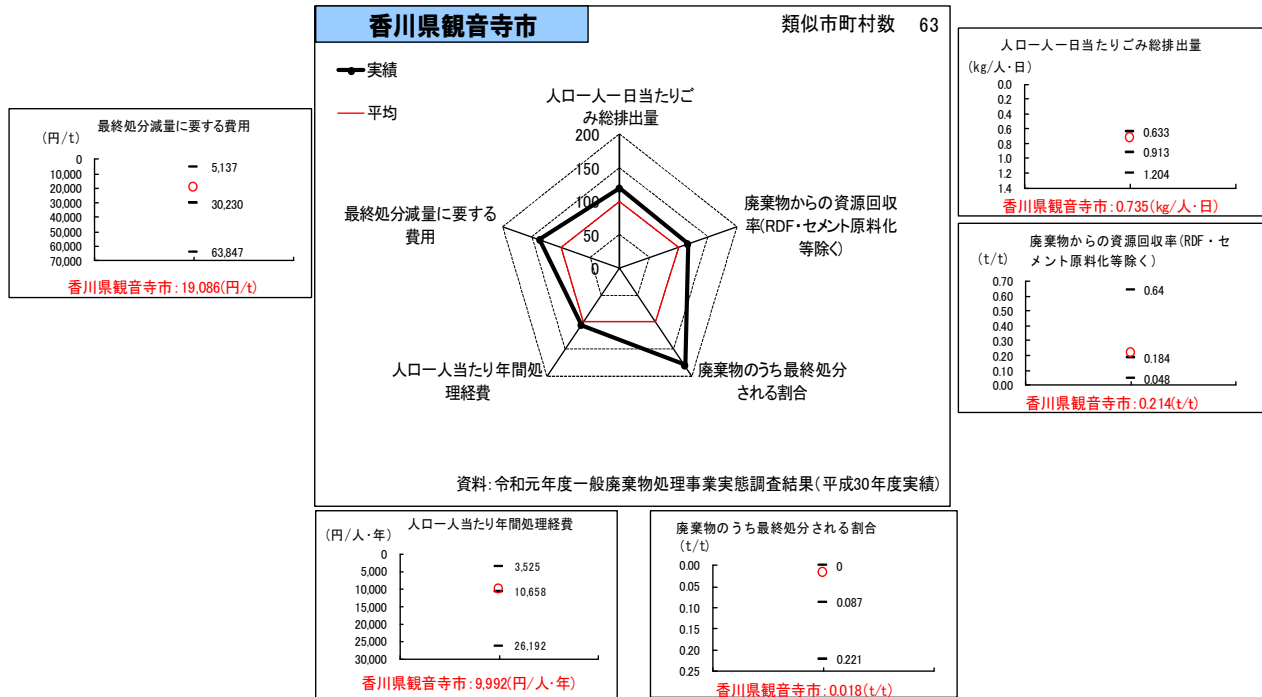 香川県観音寺市
類似市町村数 63
実績
平均
人口一人一日当たりご
み総排出量
200
150
100
50
0
廃棄物からの資源回収
率(RDF・セメント原料化
等除く)
廃棄物のうち最終処分
される割合
人口一人当たり年間処
理経費
最終処分減量に要する
費用
資料:令和元年度一般廃棄物処理事業実態調査結果(平成30年度実績)
最終処分減量に要する費用
(円/t)
0
10,000
20,000
30,000
40,000
50,000
60,000
70,000
5,137
30,230
63,847
香川県観音寺市:19,086(円/t)
人口一人一日当たりごみ総排出量
(kg/人・日)
0.0
0.2
0.4
0.6
0.8
1.0
1.2
1.4
0.633
0.913
1.204
香川県観音寺市:0.735(kg/人・日)
廃棄物からの資源回収率(RDF・セ
メント原料化等除く)
(t/t)
0.70
0.60
0.50
0.40
0.30
0.20
0.10
0.00
0.64
0.184
0.048
香川県観音寺市:0.214(t/t)
人口一人当たり年間処理経費
(円/人・年)
0
5,000
10,000
15,000
20,000
25,000
30,000
3,525
10,658
26,192
香川県観音寺市:9,992(円/人・年)
廃棄物のうち最終処分される割合
(t/t)
0.00
0.05
0.10
0.15
0.20
0.25
0
0.087
0.221
香川県観音寺市:0.018(t/t)